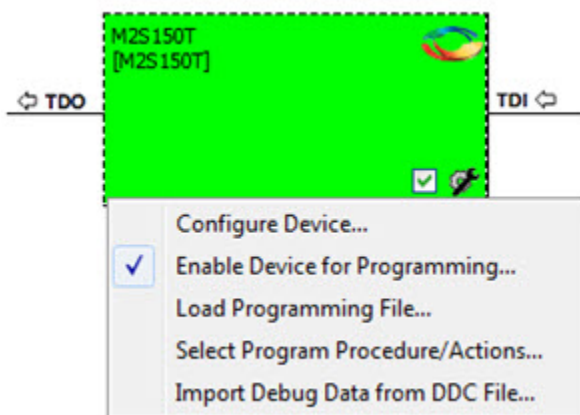 M2S150T
[M2S150T]
TDO
TDI
Configure Device...
Enable Device for Programming...
Load Programming File...
Select Program Procedure/Actions...
Import Debug Data from DDC File...